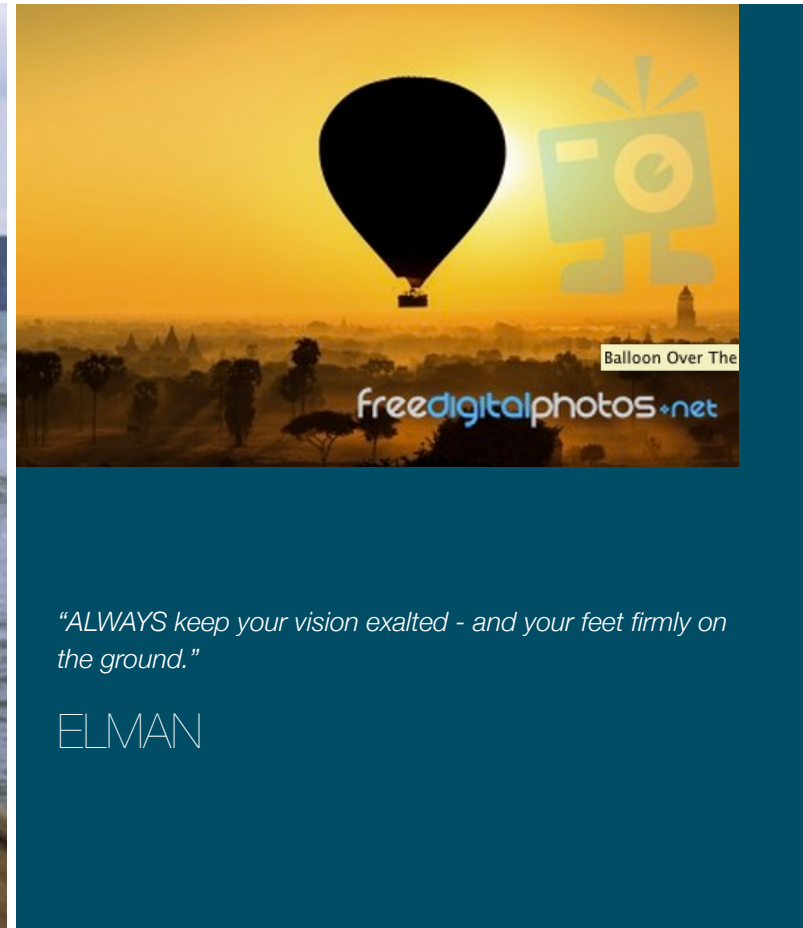 Balloon Over The
freedigitalphotos.net
“ALWAYS keep your vision exalted - and your feet firmly on
the ground.”
ELMAN